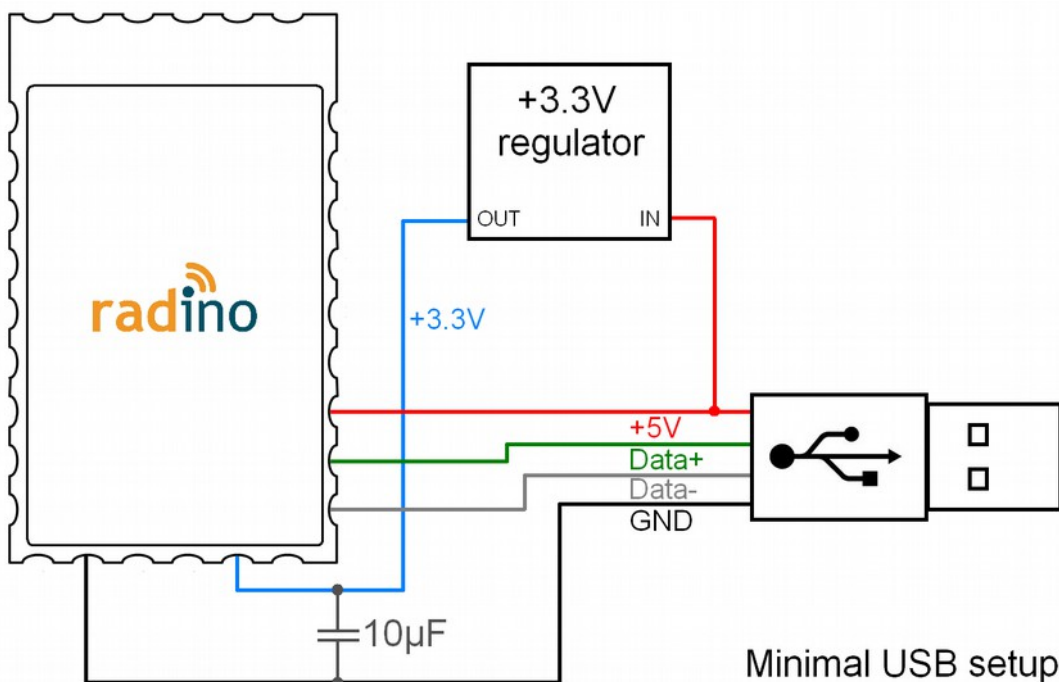 +3.3V
regulator
OUT
IN
radino
+3.3V
+5V
Data+
Data-
GND
10µF
Minimal USB setup